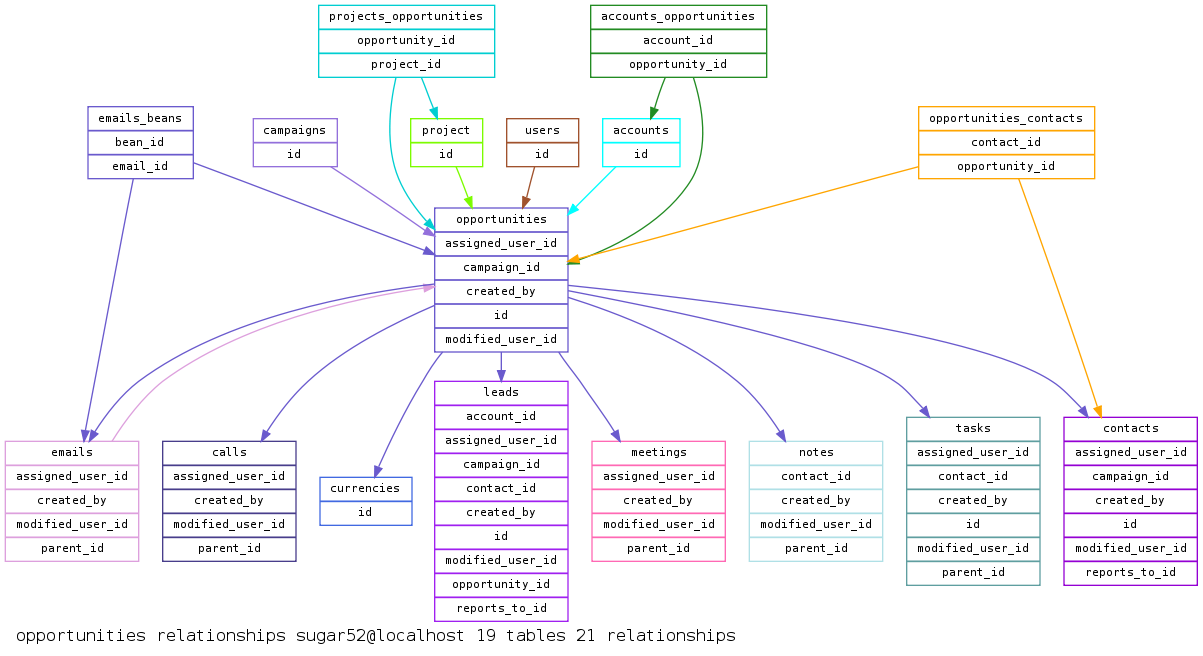 projects_opportunities
opportunity_id
project_id
accounts_opportunities
account_id
opportunity_id
emails_beans
bean_id
email_id
campaigns
id
project
id
users
id
accounts
id
opportunities_contacts
contact_id
opportunity_id
opportunities
assigned_user_id
campaign_id
created_by
id
modified_user_id
emails
assigned_user_id
created_by
modified_user_id
parent_id
calls
assigned_user_id
created_by
modified_user_id
parent_id
currencies
id
leads
account_id
assigned_user_id
campaign_id
contact_id
created_by
id
modified_user_id
opportunity_id
reports_to_id
meetings
assigned_user_id
created_by
modified_user_id
parent_id
notes
contact_id
created_by
modified_user_id
parent_id
tasks
assigned_user_id
contact_id
created_by
id
modified_user_id
parent_id
contacts
assigned_user_id
campaign_id
created_by
id
modified_user_id
reports_to_id
opportunities relationships sugar52@localhost 19 tables 21 relationships